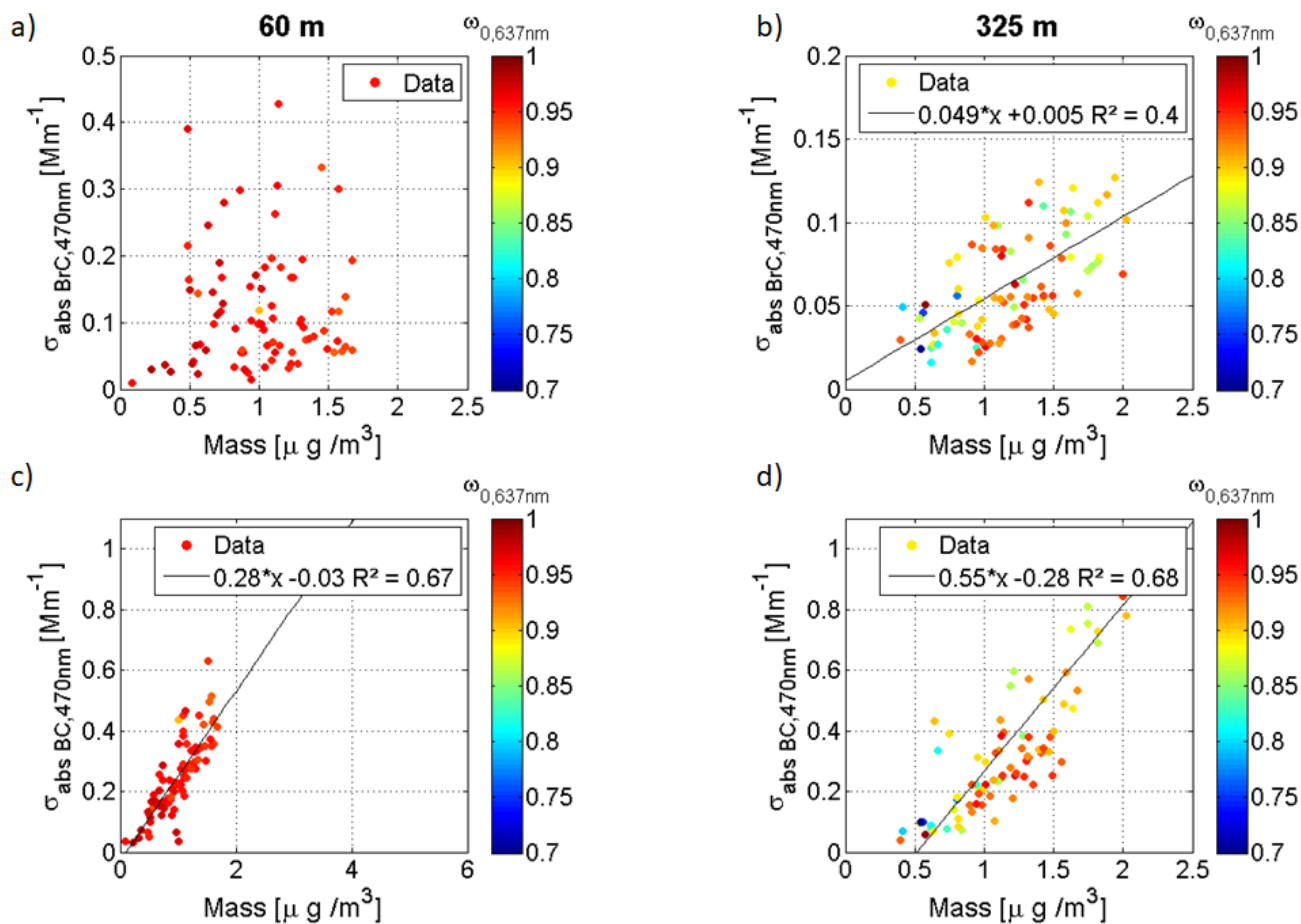 a)
60 m
ω0,637nm
0.5
0.4
0.3
0.2
0.1
0
σabs BrC,470nm [Mm-1]
Data
0 0.5 1 1.5 2 2.5
Mass [μ g /m³]
1
0.95
0.9
0.85
0.8
0.75
0.7
b)
325 m
ω0,637nm
0.2
0.15
0.1
0.05
0
σabs BrC,470nm [Mm-1]
Data
0.049*x +0.005 R² = 0.4
0 0.5 1 1.5 2 2.5
Mass [μ g /m³]
1
0.95
0.9
0.85
0.8
0.75
0.7
c)
ω0,637nm
1
0.8
0.6
0.4
0.2
0
σabs BC,470nm [Mm-1]
Data
0.28*x -0.03 R² = 0.67
0 2 4 6
Mass [μ g /m³]
1
0.95
0.9
0.85
0.8
0.75
0.7
d)
ω0,637nm
1
0.8
0.6
0.4
0.2
0
σabs BC,470nm [Mm-1]
Data
0.55*x -0.28 R² = 0.68
0 0.5 1 1.5 2 2.5
Mass [μ g /m³]
1
0.95
0.9
0.85
0.8
0.75
0.7